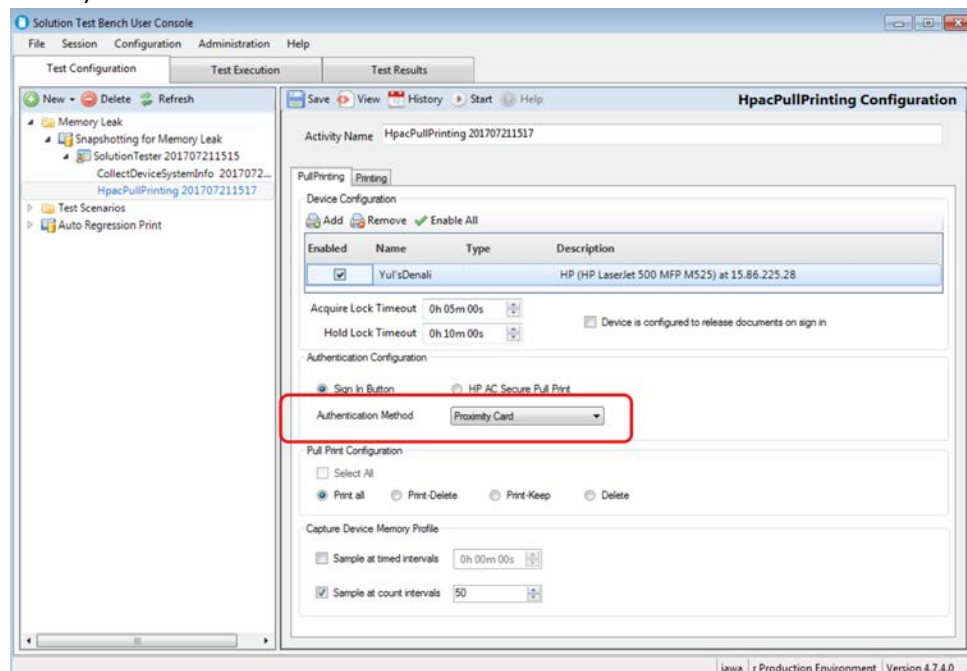 Solution Test Bench User Console
File Session Configuration Administration Help
Test Configuration Test Execution Test Results
New Delete Refresh
Save View History Start Help HpacPullPrinting Configuration
Memory Leak
Snapshotting for Memory Leak
SolutionTester 201707211515
CollectDeviceSystemInfo 2017072...
HpacPullPrinting 201707211517
Test Scenarios
Auto Regression Print
Activity Name HpacPullPrinting 201707211517
PullPrinting Printing
Device Configuration
Add Remove Enable All
Enabled Name Type Description
Yul'sDenali HP (HP LaserJet 500 MFP M525) at 15.86.225.28
Acquire Lock Timeout 0h 05m 00s
Device is configured to release documents on sign in
Hold Lock Timeout 0h 10m 00s
Authentication Configuration
Sign In Button HP AC Secure Pull Print
Authentication Method Proximity Card
Pull Print Configuration
Select All
Print all Print-Delete Print-Keep Delete
Capture Device Memory Profile
Sample at timed intervals 0h 00m 00s
Sample at count intervals 50
jawa r Production Environment Version 4.7.4.0